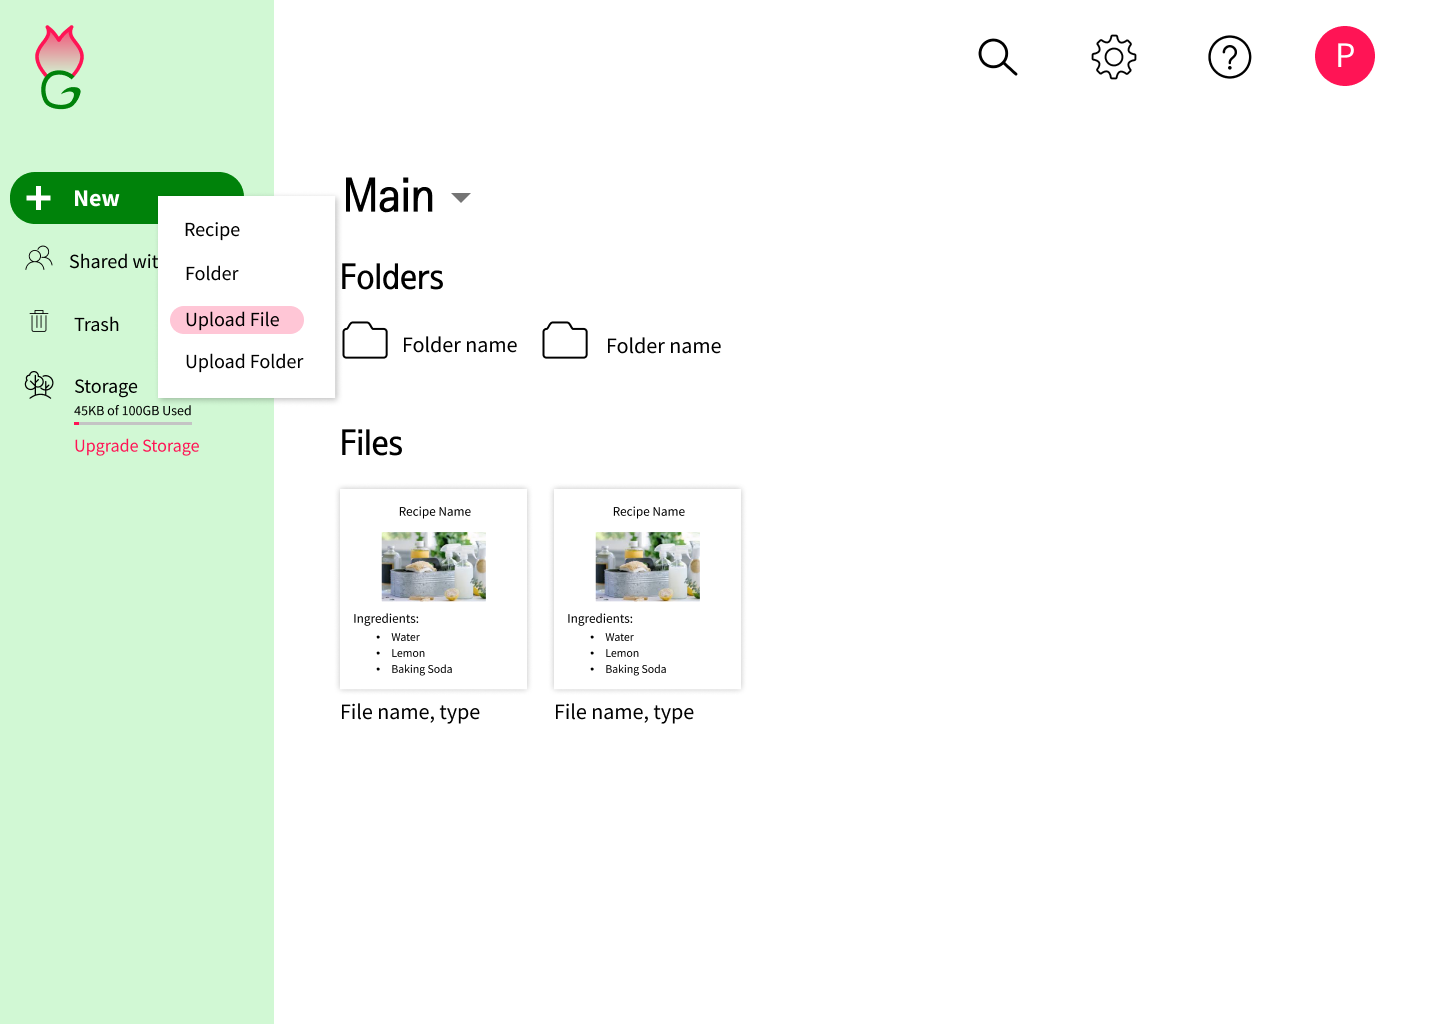 G
P
New
Recipe
Folder
Upload File
Upload Folder
Shared wit
Trash
Storage
45KB of 100GB Used
Upgrade Storage
Main
Folders
Folder name
Folder name
Files
Recipe Name
Ingredients:
• Water
• Lemon
• Baking Soda
File name, type
Recipe Name
Ingredients:
• Water
• Lemon
• Baking Soda
File name, type